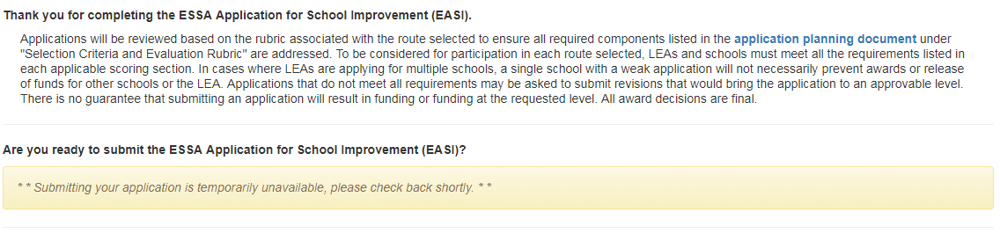 Thank you for completing the ESSA Application for School Improvement (EASI).
Applications will be reviewed based on the rubric associated with the route selected to ensure all required components listed in the application planning document under
"Selection Criteria and Evaluation Rubric" are addressed. To be considered for participation in each route selected, LEAs and schools must meet all the requirements listed in
each applicable scoring section. In cases where LEAs are applying for multiple schools, a single school with a weak application will not necessarily prevent awards or release
of funds for other schools or the LEA. Applications that do not meet all requirements may be asked to submit revisions that would bring the application to an approvable level.
There is no guarantee that submitting an application will result in funding or funding at the requested level. All award decisions are final.
Are you ready to submit the ESSA Application for School Improvement (EASI)?
* * Submitting your application is temporarily unavailable, please check back shortly. * *